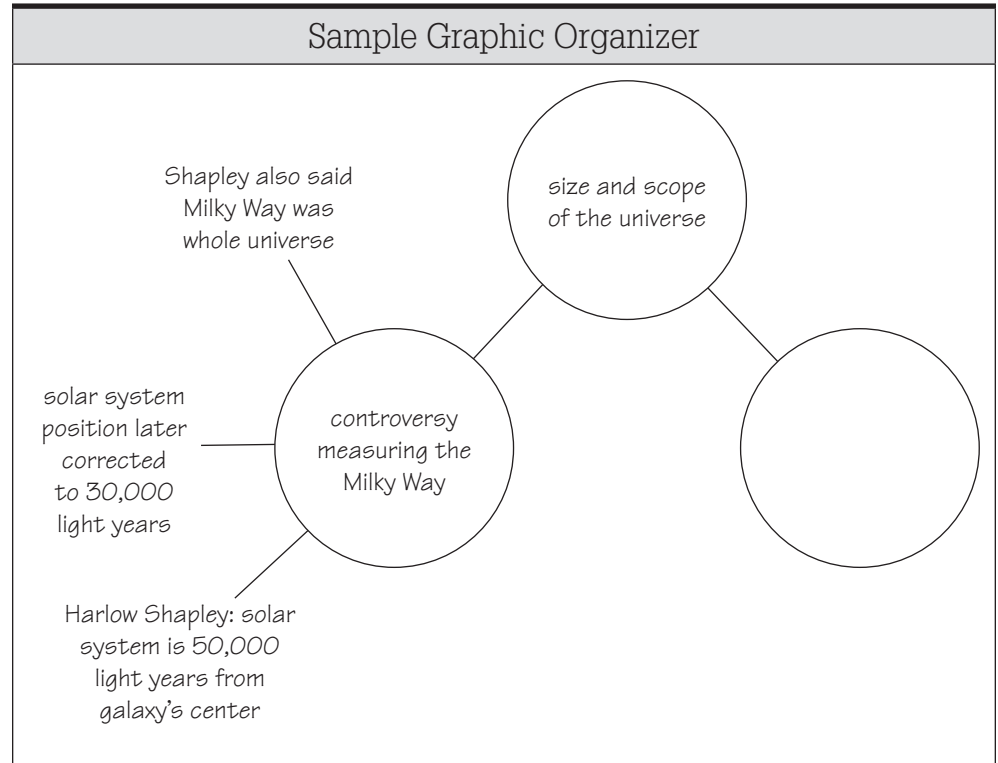 Sample Graphic Organizer
size and scope
of the universe
Shapley also said
Milky Way was
whole universe
controversy
measuring the
Milky Way
solar system
position later
corrected
to 30,000
light years
Harlow Shapley: solar
system is 50,000
light years from
galaxy's center